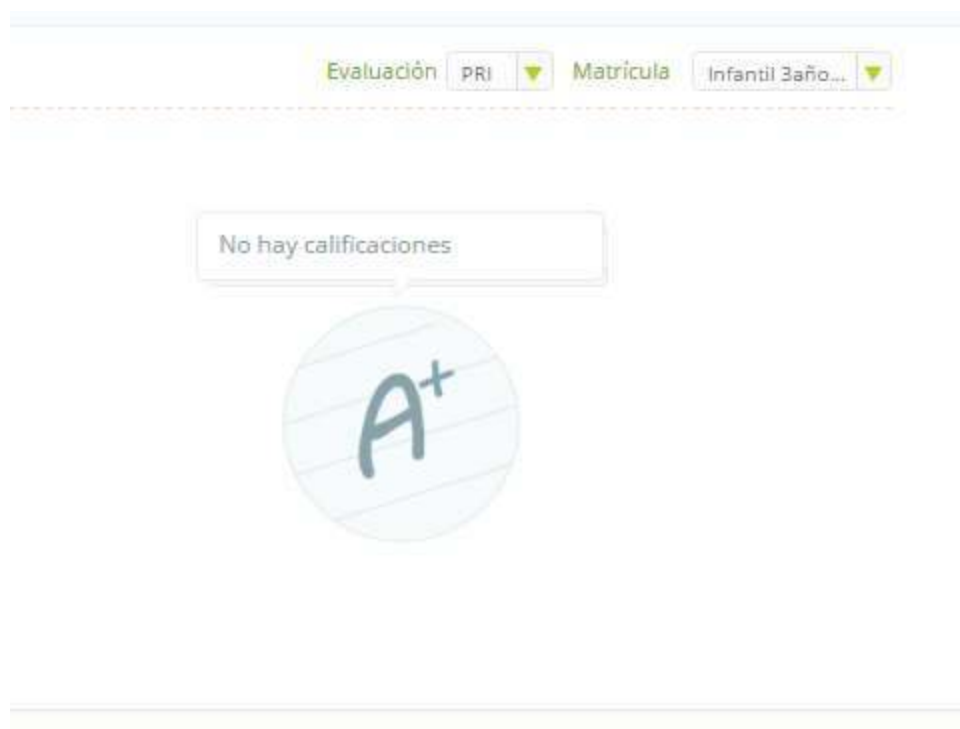 Evaluación PRI Matrícula Infantil 3año...
No hay calificaciones
A+